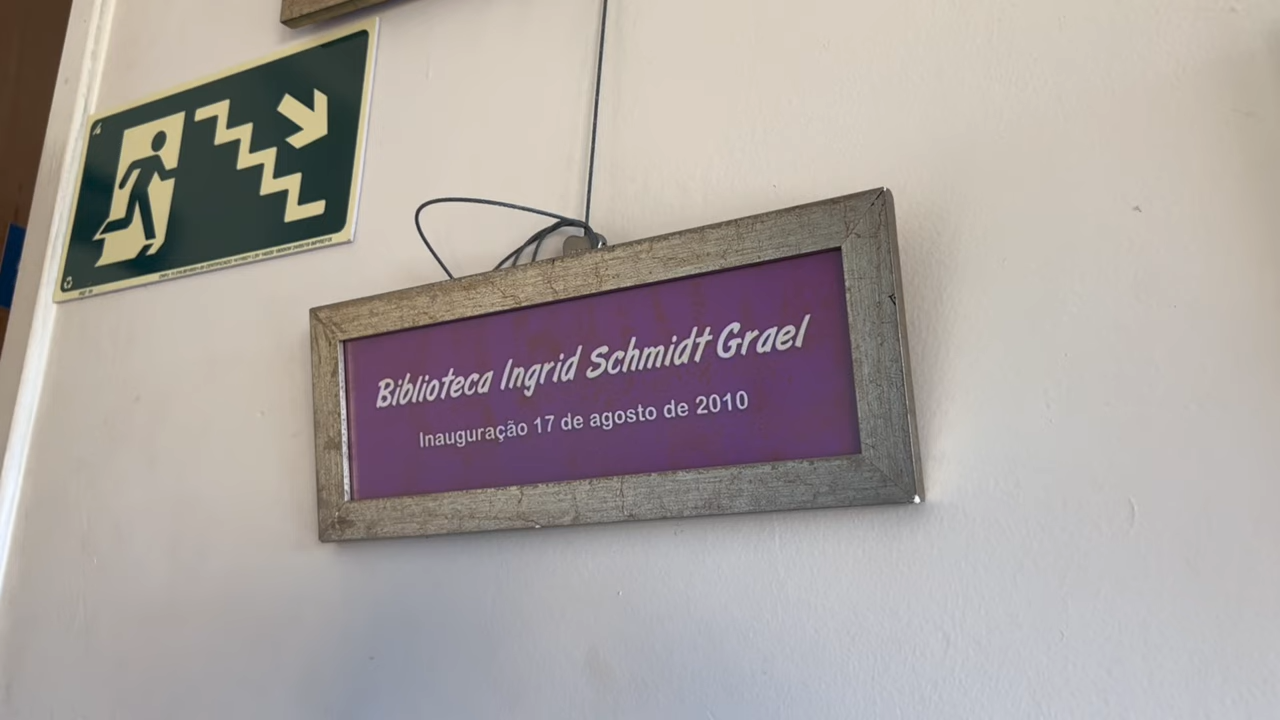 Biblioteca Ingrid Schmidt Grael
Inauguração 17 de agosto de 2010